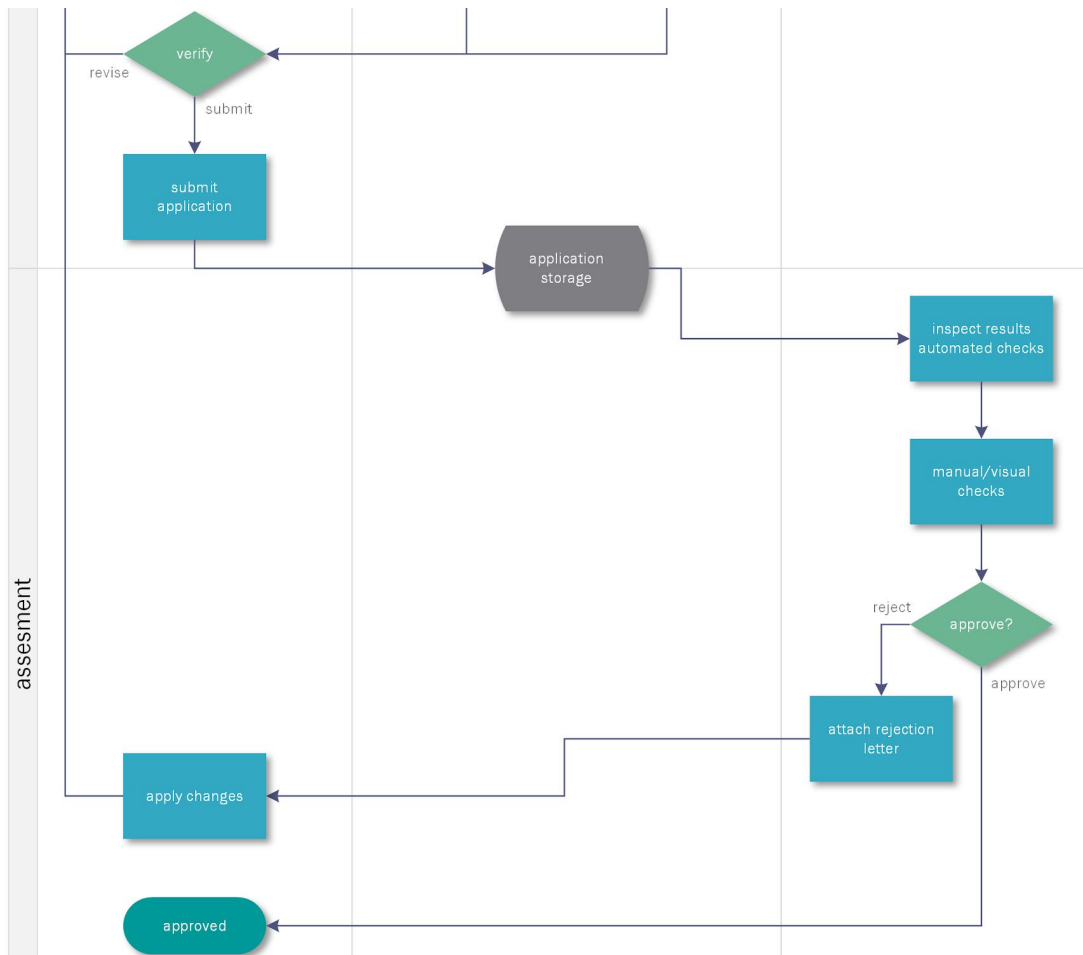 verify
revise
submit
submit
application
application
storage
inspect results
automated checks
manual/visual
checks
assesment
reject
approve?
approve
attach rejection
letter
apply changes
approved